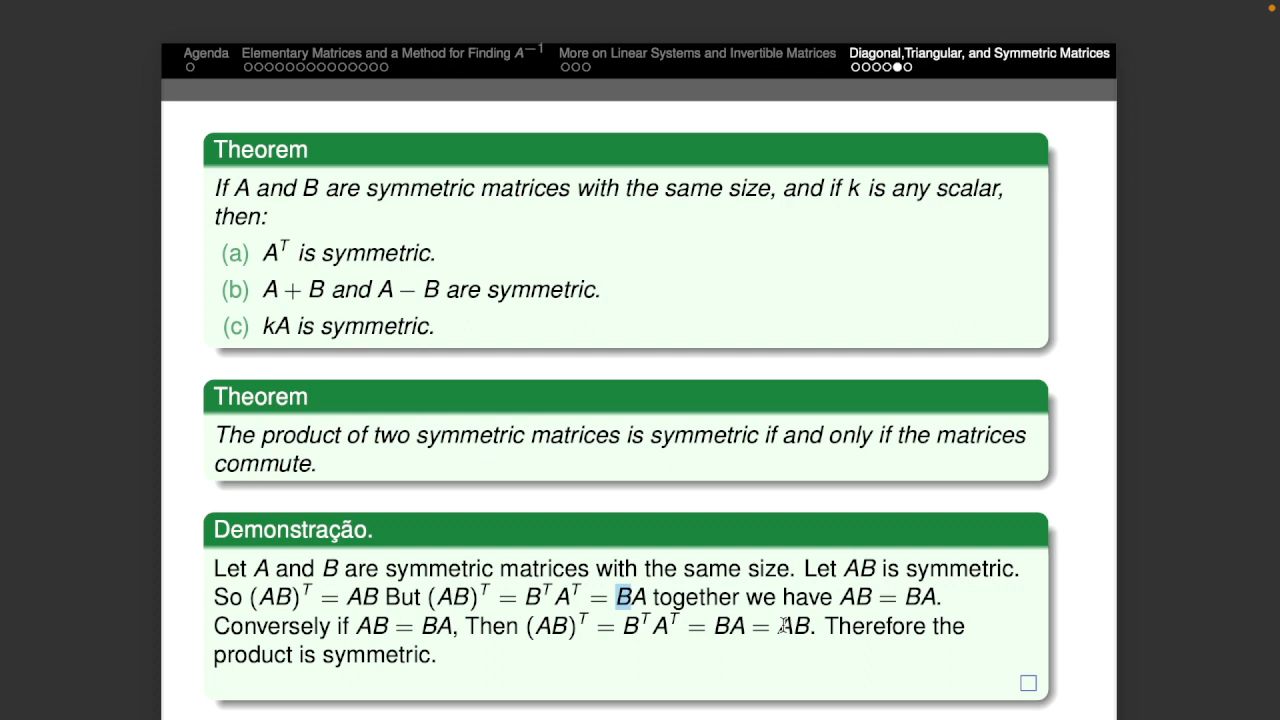 Agenda Elementary Matrices and a Method for Finding A⁻¹ More on Linear Systems and Invertible Matrices Diagonal,Triangular, and Symmetric Matrices
Theorem
If A and B are symmetric matrices with the same size, and if k is any scalar,
then:
(a) Aᵀ is symmetric.
(b) A + B and A − B are symmetric.
(c) kA is symmetric.
Theorem
The product of two symmetric matrices is symmetric if and only if the matrices
commute.
Demonstração.
Let A and B are symmetric matrices with the same size. Let AB is symmetric.
So (AB)ᵀ = AB But (AB)ᵀ = BᵀAᵀ = BA together we have AB = BA.
Conversely if AB = BA, Then (AB)ᵀ = BᵀAᵀ = BA = AB. Therefore the
product is symmetric.